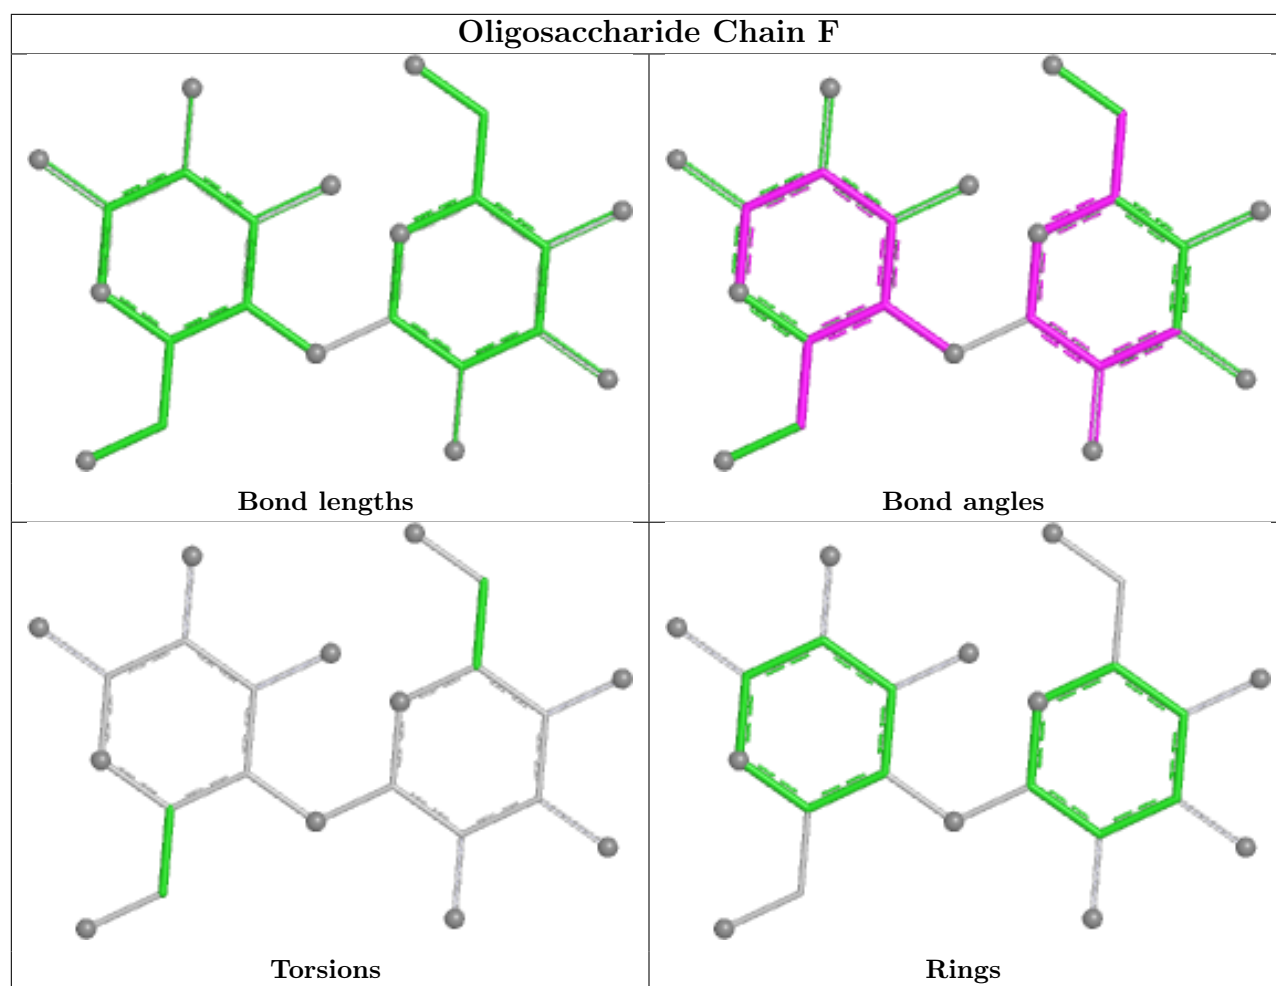 Oligosaccharide Chain F
Bond lengths
Bond angles
Torsions
Rings